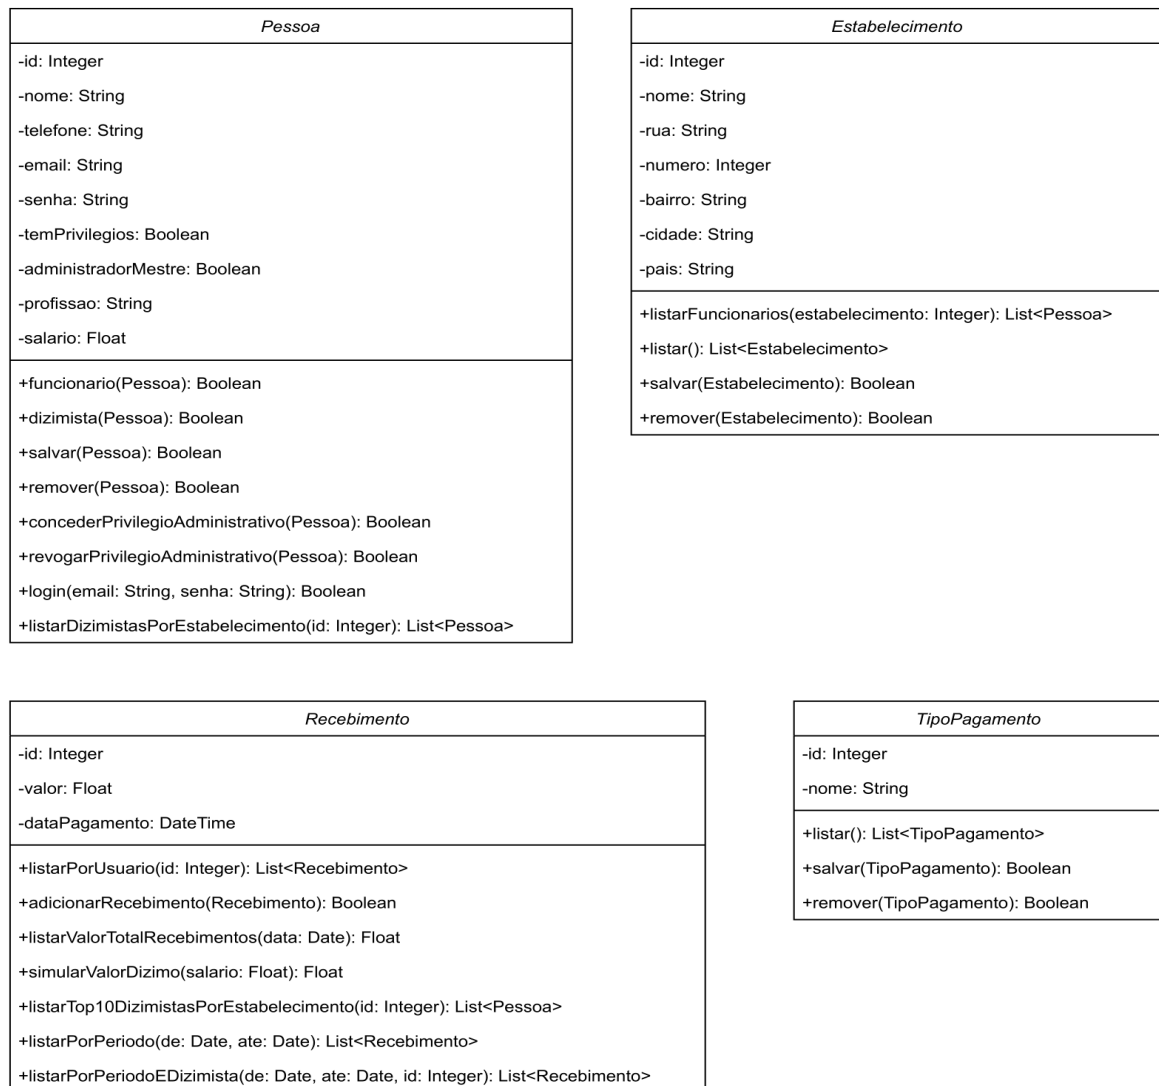 Pessoa
-id: Integer
-nome: String
-telefone: String
-email: String
-senha: String
-temPrivilegios: Boolean
-administradorMestre: Boolean
-profissao: String
-salario: Float
+funcionario(Pessoa): Boolean
+dizimista(Pessoa): Boolean
+salvar(Pessoa): Boolean
+remover(Pessoa): Boolean
+concederPrivilegioAdministrativo(Pessoa): Boolean
+revogarPrivilegioAdministrativo(Pessoa): Boolean
+login(email: String, senha: String): Boolean
+listarDizimistasPorEstabelecimento(id: Integer): List<Pessoa>
Estabelecimento
-id: Integer
-nome: String
-rua: String
-numero: Integer
-bairro: String
-cidade: String
-pais: String
+listarFuncionarios(estabelecimento: Integer): List<Pessoa>
+listar(): List<Estabelecimento>
+salvar(Estabelecimento): Boolean
+remover(Estabelecimento): Boolean
Recebimento
-id: Integer
-valor: Float
-dataPagamento: DateTime
+listarPorUsuario(id: Integer): List<Recebimento>
+adicionarRecebimento(Recebimento): Boolean
+listarValorTotalRecebimentos(data: Date): Float
+simularValorDizimo(salario: Float): Float
+listarTop10DizimistasPorEstabelecimento(id: Integer): List<Pessoa>
+listarPorPeriodo(de: Date, ate: Date): List<Recebimento>
+listarPorPeriodoEDizimista(de: Date, ate: Date, id: Integer): List<Recebimento>
TipoPagamento
-id: Integer
-nome: String
+listar(): List<TipoPagamento>
+salvar(TipoPagamento): Boolean
+remover(TipoPagamento): Boolean